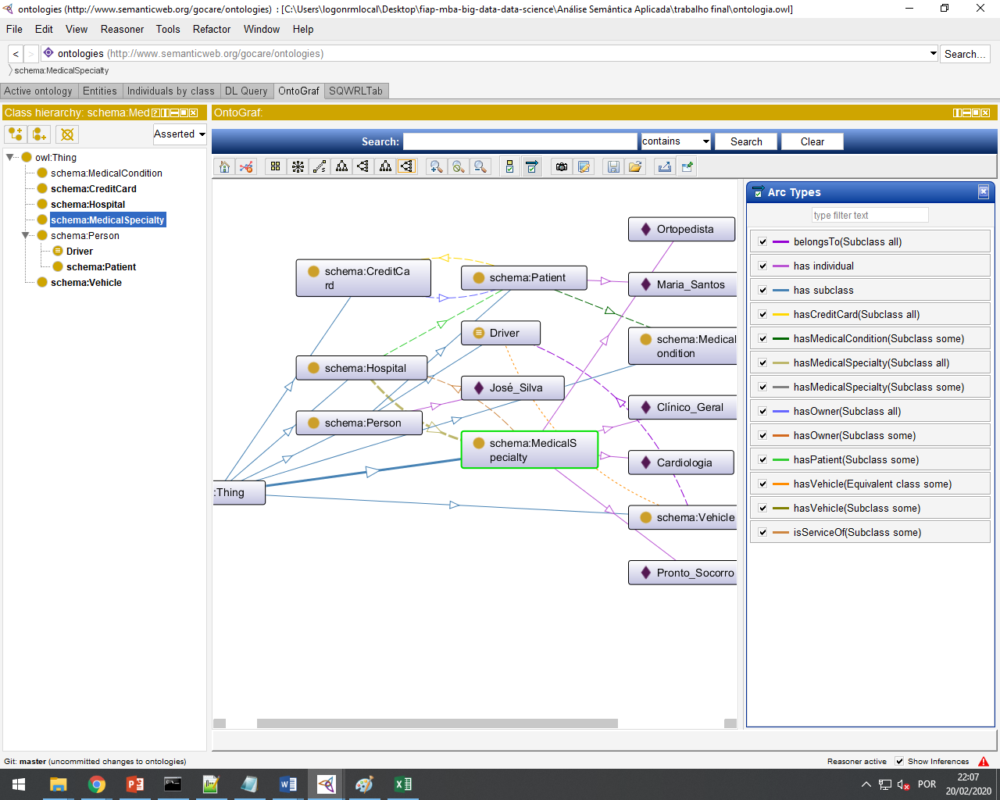 ontologies (http://www.semanticweb.org/gocare/ontologies)  : [C:\Users\logonrmlocal\Desktop\fiap-mba-big-data-data-science\Análise Semântica Aplicada\trabalho final\ontologia.owl]
File Edit View Reasoner Tools Refactor Window Help
< > ontologies (http://www.semanticweb.org/gocare/ontologies) Search...
schema:MedicalSpecialty
Active ontology Entities Individuals by class DL Query OntoGraf SQWRLTab
Class hierarchy: schema:Med
OntoGraf:
Asserted
Search: contains Search Clear
owl:Thing
schema:MedicalCondition
schema:CreditCard
schema:Hospital
schema:MedicalSpecialty
schema:Person
Driver
schema:Patient
schema:Vehicle
Ortopedista
schema:CreditCa
rd
schema:Patient
Maria_Santos
Driver
schema:Medical
ondition
schema:Hospital
José_Silva
Clínico_Geral
schema:Person
schema:MedicalS
pecialty
Cardiologia
:Thing
schema:Vehicle
Pronto_Socorro
Arc Types
type filter text
belongsTo(Subclass all)
has individual
has subclass
hasCreditCard(Subclass all)
hasMedicalCondition(Subclass some)
hasMedicalSpecialty(Subclass all)
hasMedicalSpecialty(Subclass some)
hasOwner(Subclass all)
hasOwner(Subclass some)
hasPatient(Subclass some)
hasVehicle(Equivalent class some)
hasVehicle(Subclass some)
isServiceOf(Subclass some)
Git: master (uncommitted changes to ontologies)
Reasoner active Show Inferences
POR
22:07
20/02/2020